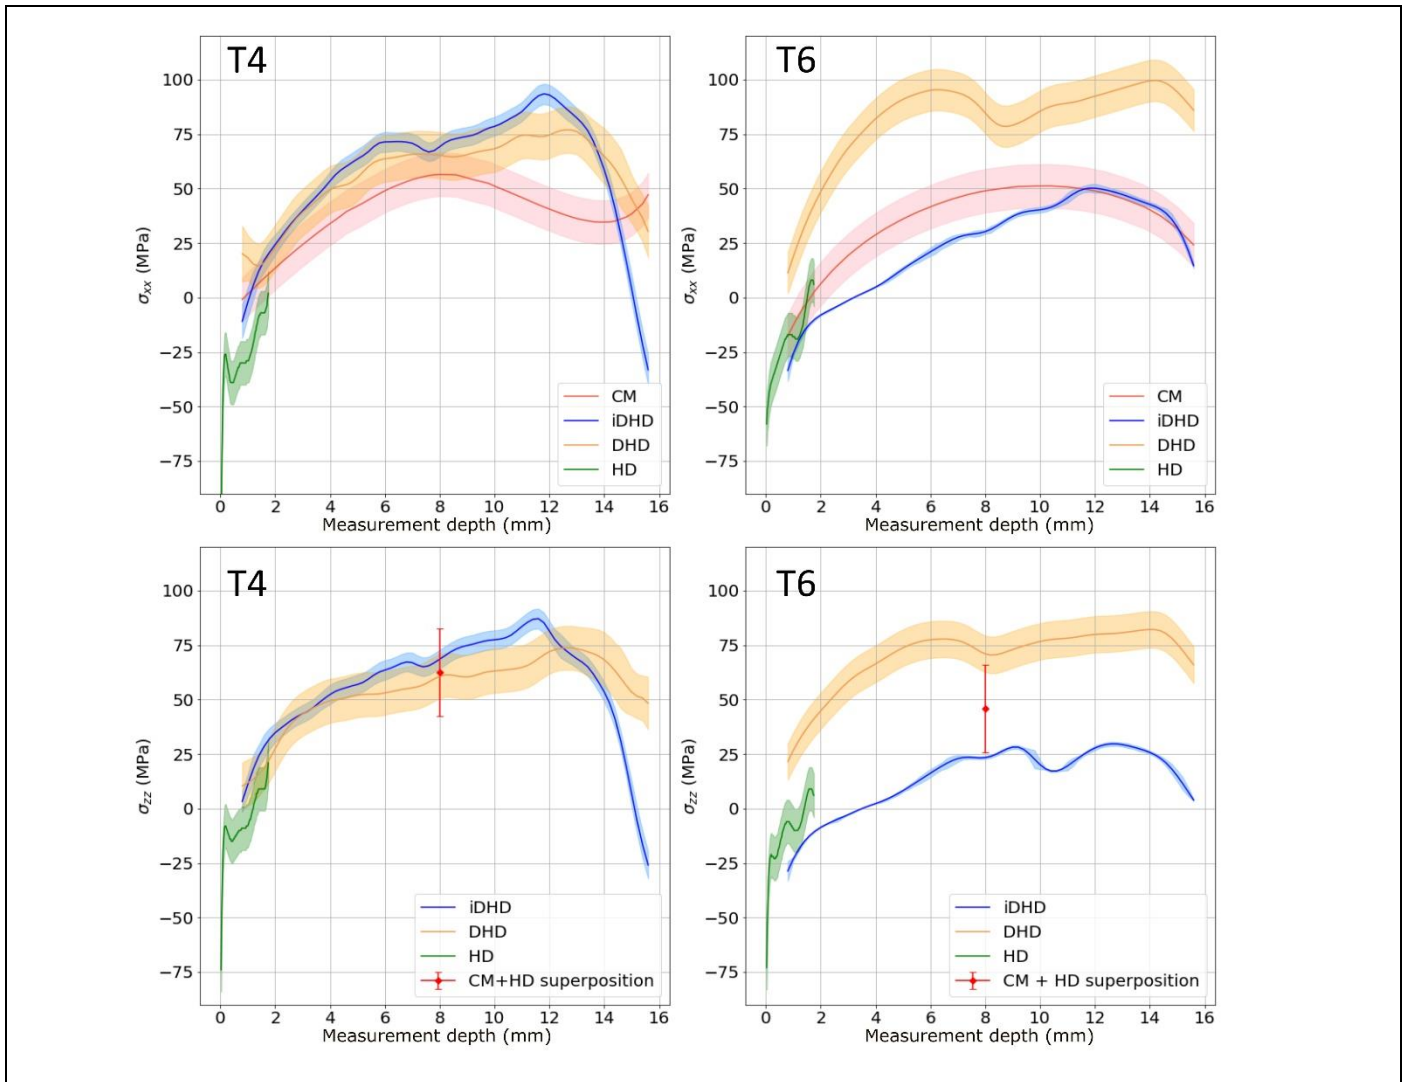 T4
100
75
50
25
0
−25
−50
−75
σxx (MPa)
CM
iDHD
DHD
HD
0 2 4 6 8 10 12 14 16
Measurement depth (mm)
T6
100
75
50
25
0
−25
−50
−75
σxx (MPa)
CM
iDHD
DHD
HD
0 2 4 6 8 10 12 14 16
Measurement depth (mm)
T4
100
75
50
25
0
−25
−50
−75
σzz (MPa)
iDHD
DHD
HD
CM+HD superposition
0 2 4 6 8 10 12 14 16
Measurement depth (mm)
T6
100
75
50
25
0
−25
−50
−75
σzz (MPa)
iDHD
DHD
HD
CM + HD superposition
0 2 4 6 8 10 12 14 16
Measurement depth (mm)